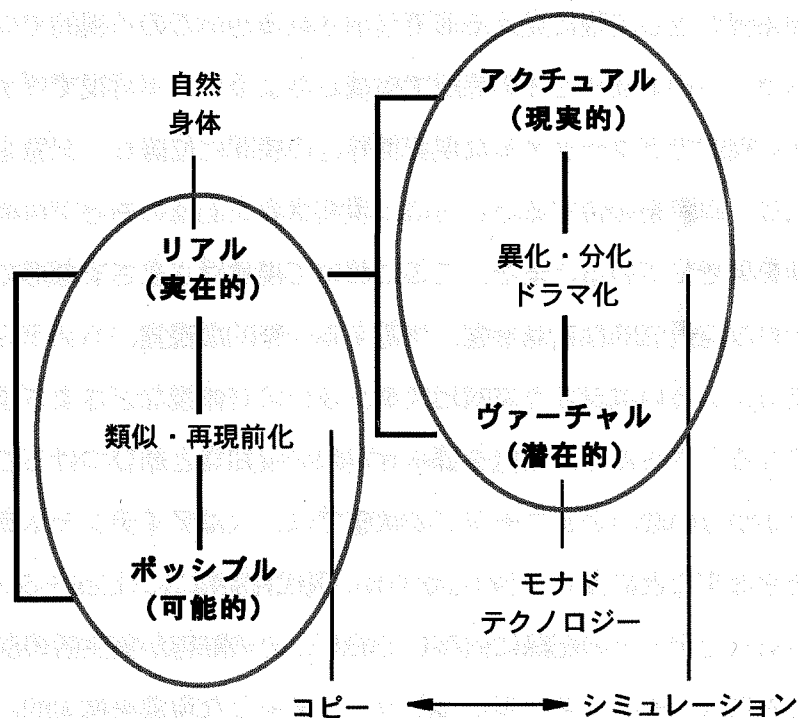 自然
身体
リアル
(実在的)
類似・再現前化
ポッシブル
(可能的)
アクチュアル
(現実的)
異化・分化
ドラマ化
ヴァーチャル
(潜在的)
モナド
テクノロジー
コピー
シミュレーション